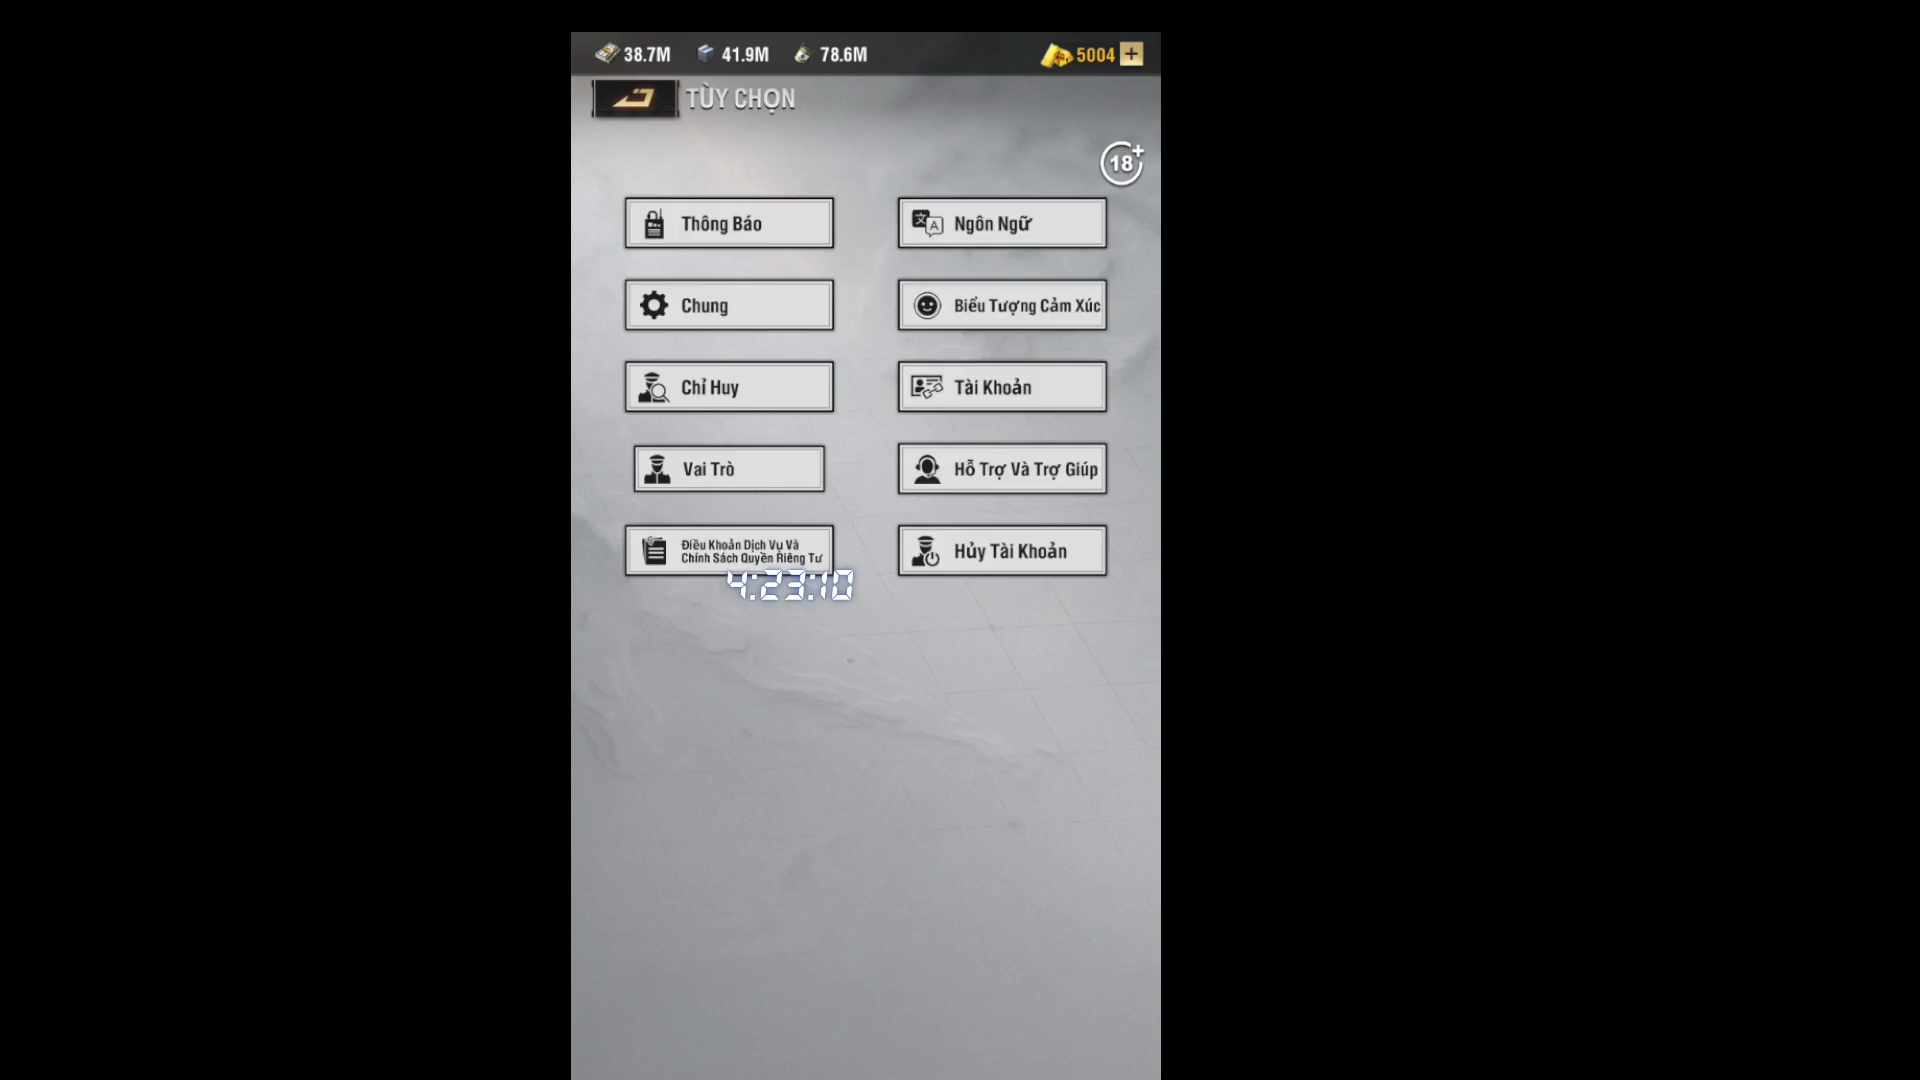 38.7M 41.9M 78.6M 5004 +
TÙY CHỌN
18+
Thông Báo
Ngôn Ngữ
Chung
Biểu Tượng Cảm Xúc
Chỉ Huy
Tài Khoản
Vai Trò
Hỗ Trợ Và Trợ Giúp
Điều Khoản Dịch Vụ Và
Chính Sách Quyền Riêng Tư
Hủy Tài Khoản
4:23:10